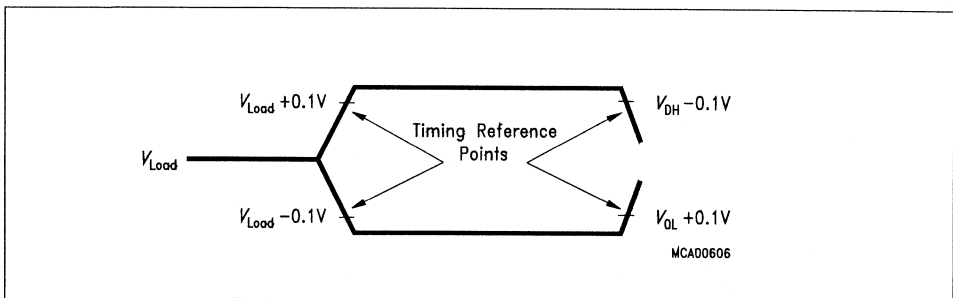 V_Load +0.1V
V_DH −0.1V
Timing Reference
Points
V_Load
V_Load −0.1V
V_OL +0.1V
MCA00606